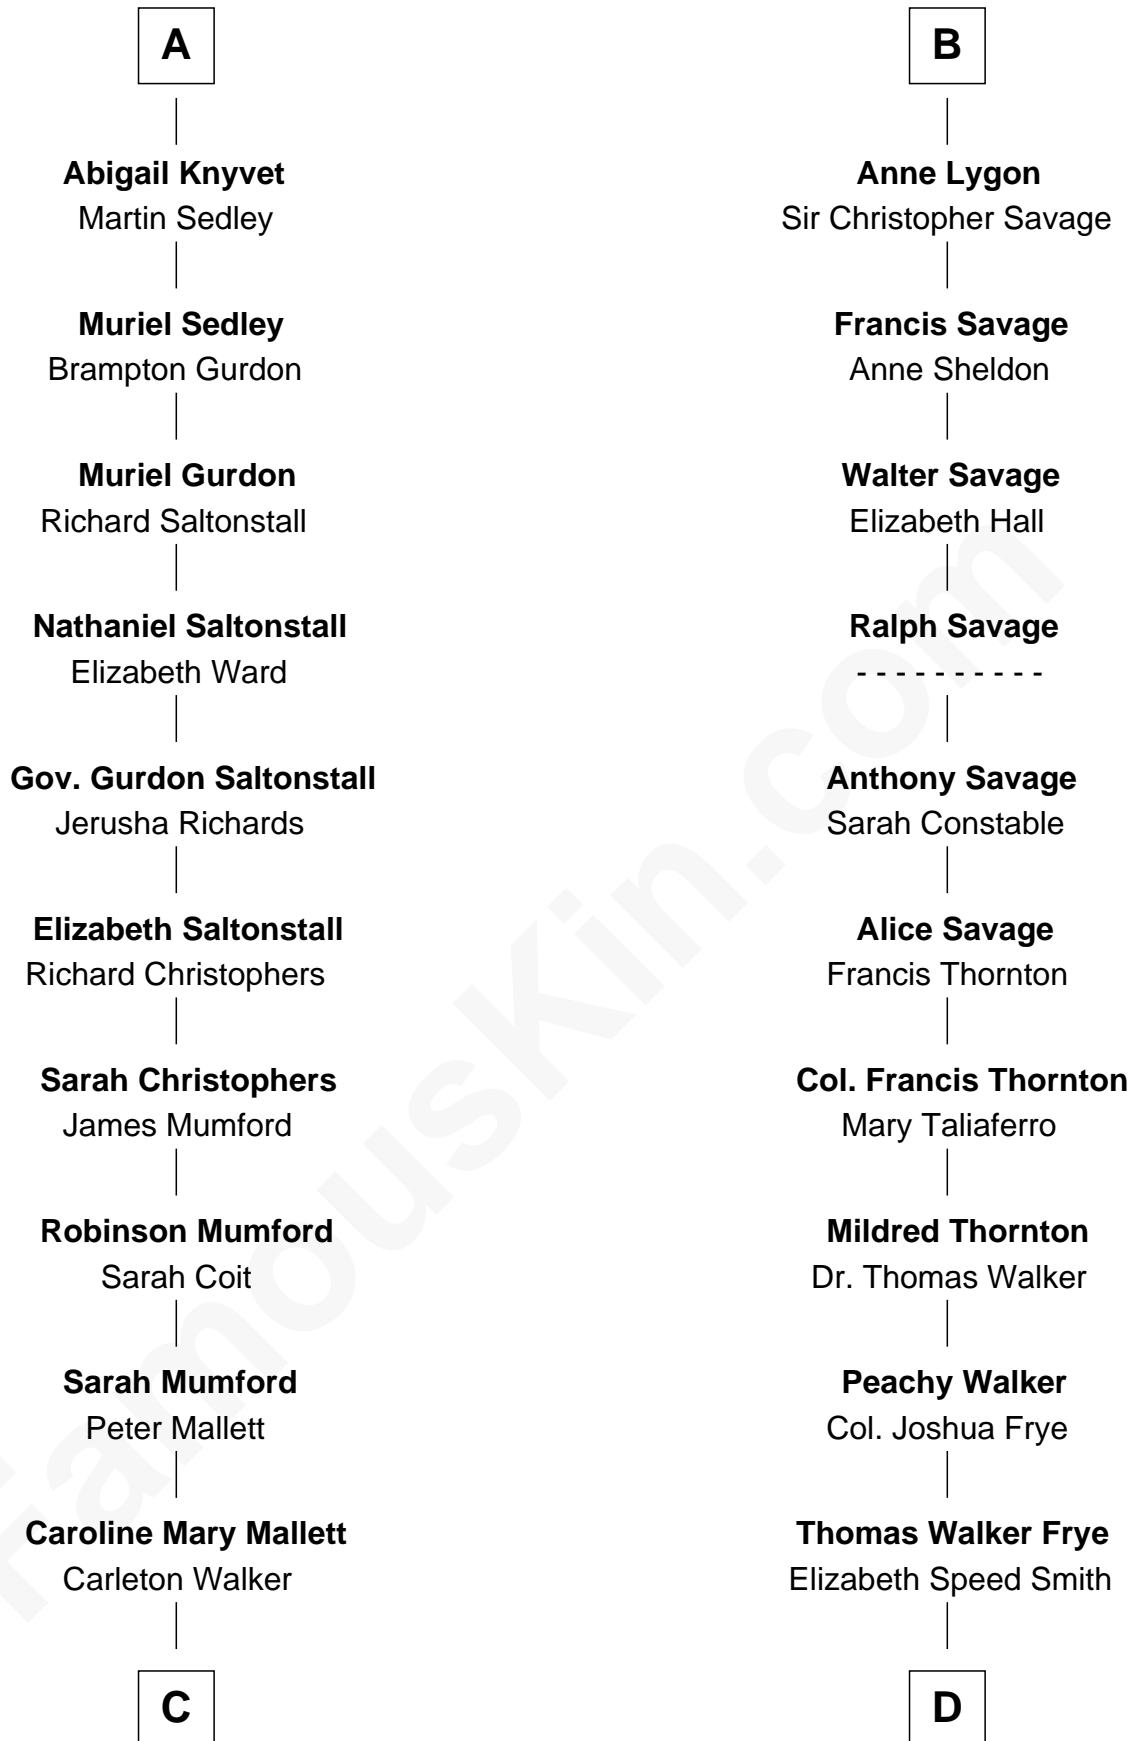 A
Abigail Knyvet
Martin Sedley
Muriel Sedley
Brampton Gurdon
Muriel Gurdon
Richard Saltonstall
Nathaniel Saltonstall
Elizabeth Ward
Gov. Gurdon Saltonstall
Jerusha Richards
Elizabeth Saltonstall
Richard Christophers
Sarah Christophers
James Mumford
Robinson Mumford
Sarah Coit
Sarah Mumford
Peter Mallett
Caroline Mary Mallett
Carleton Walker
C
B
Anne Lygon
Sir Christopher Savage
Francis Savage
Anne Sheldon
Walter Savage
Elizabeth Hall
Ralph Savage
- - - - - - - - - -
Anthony Savage
Sarah Constable
Alice Savage
Francis Thornton
Col. Francis Thornton
Mary Taliaferro
Mildred Thornton
Dr. Thomas Walker
Peachy Walker
Col. Joshua Frye
Thomas Walker Frye
Elizabeth Speed Smith
D
FamousKin.com